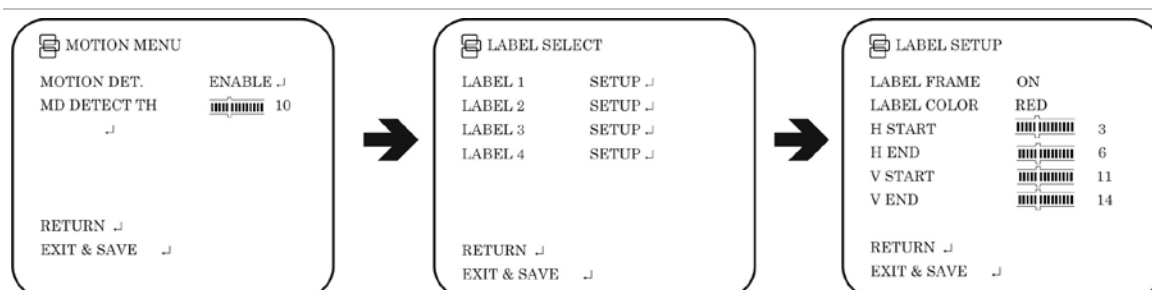 MOTION MENU
MOTION DET. ENABLE ↵
MD DETECT TH 10
↵
RETURN ↵
EXIT & SAVE ↵
LABEL SELECT
LABEL 1 SETUP ↵
LABEL 2 SETUP ↵
LABEL 3 SETUP ↵
LABEL 4 SETUP ↵
RETURN ↵
EXIT & SAVE ↵
LABEL SETUP
LABEL FRAME ON
LABEL COLOR RED
H START 3
H END 6
V START 11
V END 14
RETURN ↵
EXIT & SAVE ↵